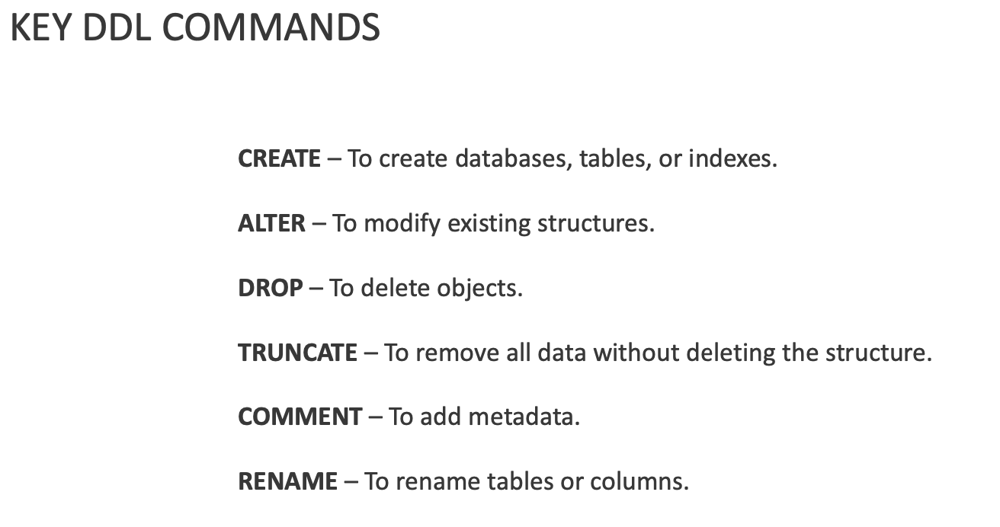 KEY DDL COMMANDS
CREATE – To create databases, tables, or indexes.
ALTER – To modify existing structures.
DROP – To delete objects.
TRUNCATE – To remove all data without deleting the structure.
COMMENT – To add metadata.
RENAME – To rename tables or columns.